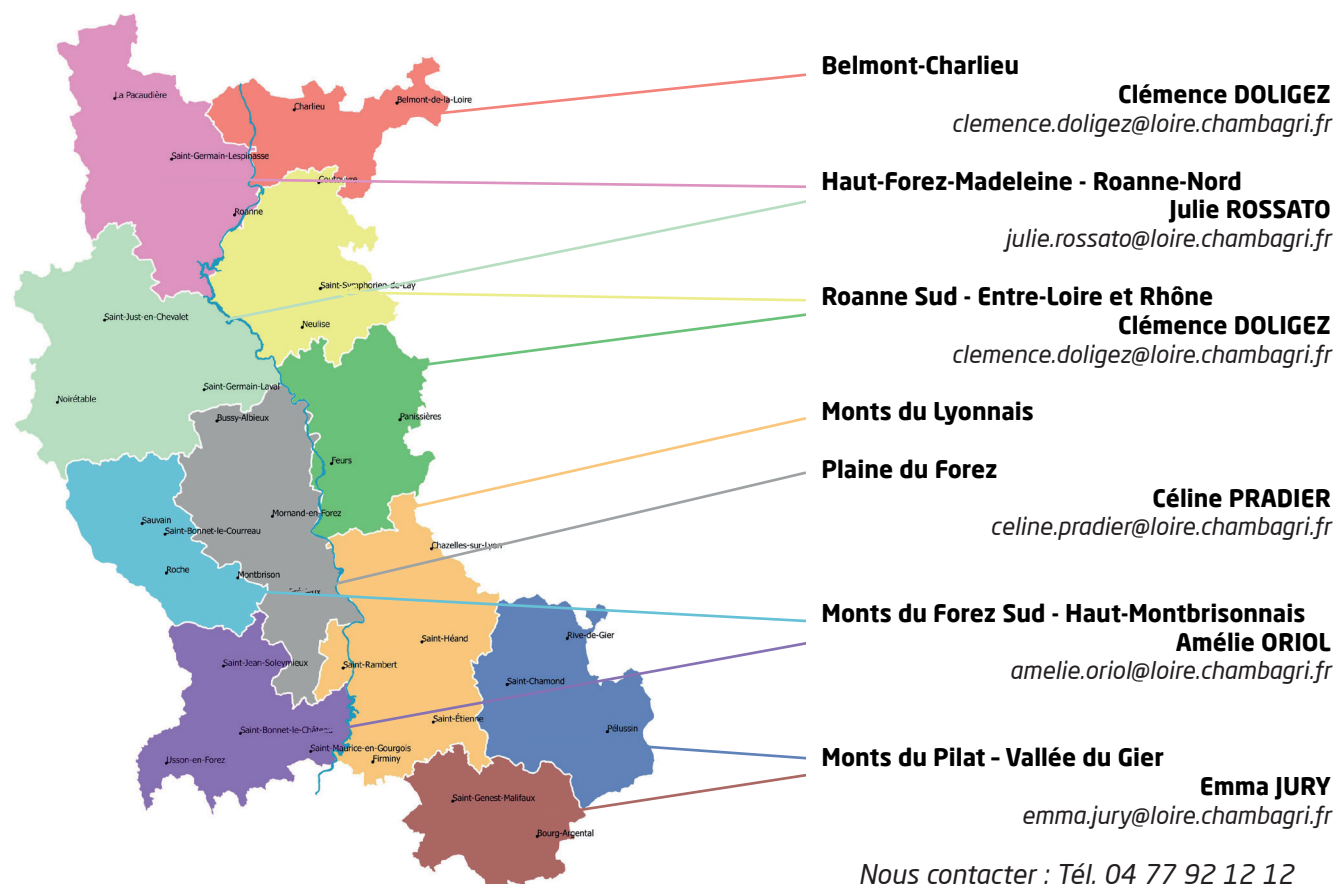 La Pacaudière
Charlieu
Belmont-de-la-Loire
Saint-Germain-Lespinasse
Coutouvre
Roanne
Saint-Symphorien-de-Lay
Saint-Just-en-Chevalet
Neulise
Saint-Germain-Laval
Noirétable
Bussy-Albieux
Panissières
Feurs
Mornand-en-Forez
Sauvain
Saint-Bonnet-le-Courreau
Chazelles-sur-Lyon
Roche
Montbrison
Saint-Héand
Rive-de-Gier
Saint-Jean-Soleymieux
Saint-Rambert
Saint-Chamond
Saint-Étienne
Saint-Bonnet-le-Château
Pélussin
Saint-Maurice-en-Gourgois
Usson-en-Forez
Firminy
Saint-Genest-Malifaux
Bourg-Argental
Belmont-Charlieu
Clémence DOLIGEZ
clemence.doligez@loire.chambagri.fr
Haut-Forez-Madeleine - Roanne-Nord
Julie ROSSATO
julie.rossato@loire.chambagri.fr
Roanne Sud - Entre-Loire et Rhône
Clémence DOLIGEZ
clemence.doligez@loire.chambagri.fr
Monts du Lyonnais
Plaine du Forez
Céline PRADIER
celine.pradier@loire.chambagri.fr
Monts du Forez Sud - Haut-Montbrisonnais
Amélie ORIOL
amelie.oriol@loire.chambagri.fr
Monts du Pilat – Vallée du Gier
Emma JURY
emma.jury@loire.chambagri.fr
Nous contacter : Tél. 04 77 92 12 12